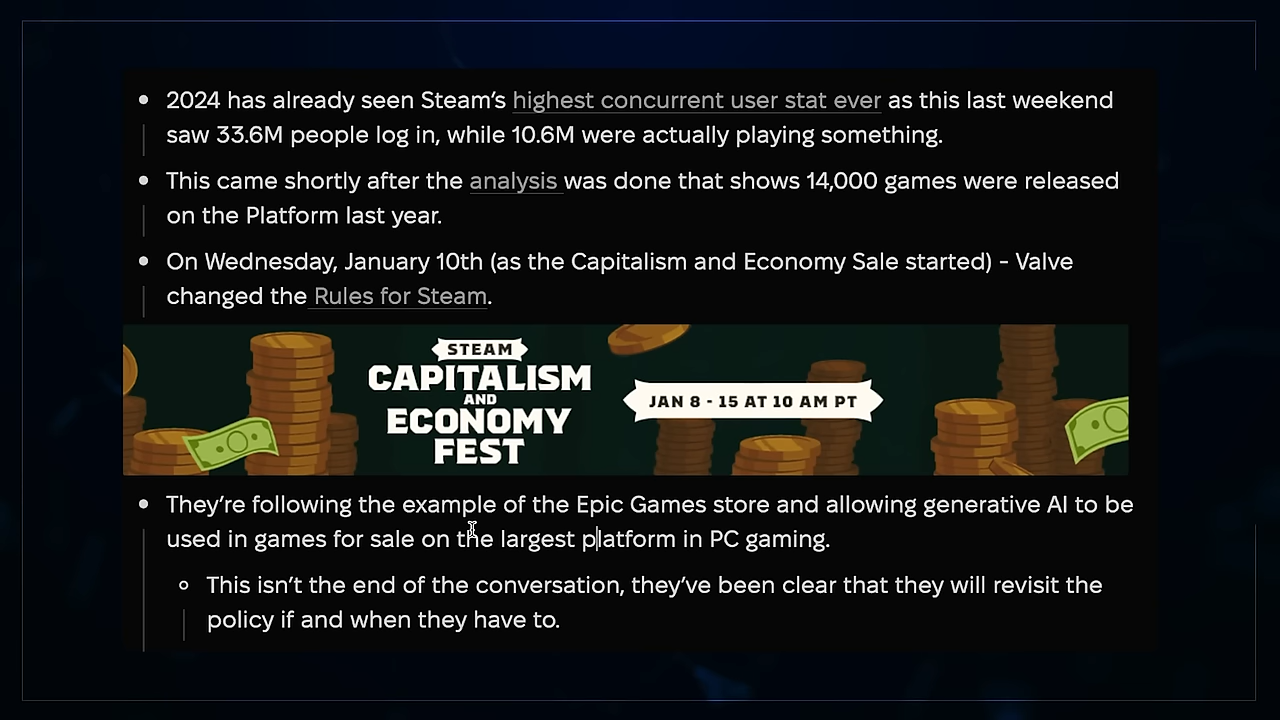 2024 has already seen Steam's highest concurrent user stat ever as this last weekend
saw 33.6M people log in, while 10.6M were actually playing something.
This came shortly after the analysis was done that shows 14,000 games were released
on the Platform last year.
On Wednesday, January 10th (as the Capitalism and Economy Sale started) - Valve
changed the Rules for Steam.
STEAM
CAPITALISM
AND
ECONOMY
FEST
JAN 8 - 15 AT 10 AM PT
They're following the example of the Epic Games store and allowing generative AI to be
used in games for sale on the largest platform in PC gaming.
This isn't the end of the conversation, they've been clear that they will revisit the
policy if and when they have to.